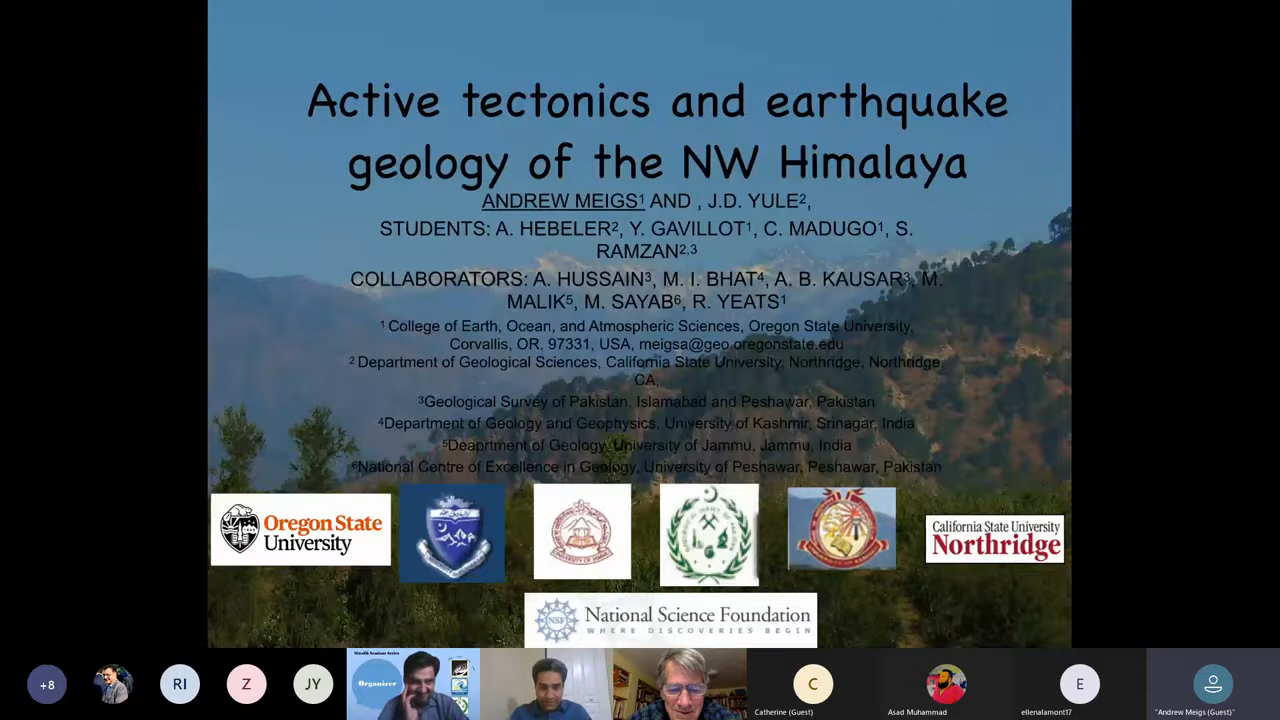 Active tectonics and earthquake
geology of the NW Himalaya
ANDREW MEIGS¹ AND , J.D. YULE²,
STUDENTS: A. HEBELER², Y. GAVILLOT¹, C. MADUGO¹, S.
RAMZAN²,³
COLLABORATORS: A. HUSSAIN³, M. I. BHAT⁴, A. B. KAUSAR³, M.
MALIK⁵, M. SAYAB⁶, R. YEATS¹
¹ College of Earth, Ocean, and Atmospheric Sciences, Oregon State University,
Corvallis, OR, 97331, USA, meigsa@geo.oregonstate.edu
² Department of Geological Sciences, California State University, Northridge, Northridge,
CA,
³Geological Survey of Pakistan, Islamabad and Peshawar, Pakistan
⁴Department of Geology and Geophysics, University of Kashmir, Srinagar, India
⁵Deaprtment of Geology, University of Jammu, Jammu, India
⁶National Centre of Excellence in Geology, University of Peshawar, Peshawar, Pakistan
Oregon State
University
California State University
Northridge
NSF
National Science Foundation
WHERE DISCOVERIES BEGIN
+8
RI
Z
JY
Siwalik Seminar Series
Organizer
C
Catherine (Guest)
Asad Muhammad
E
ellenalamont17
"Andrew Meigs (Guest)"